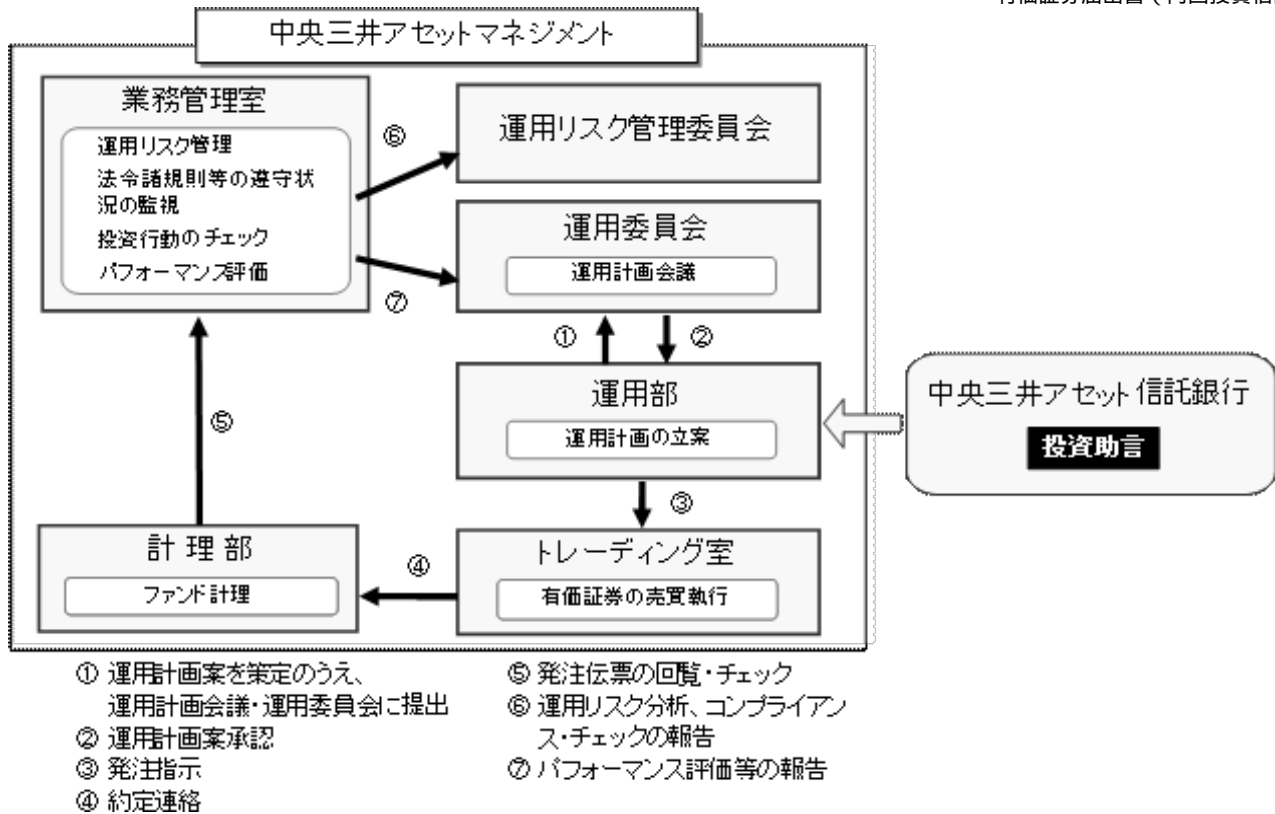 中央三井アセットマネジメント
業務管理室
運用リスク管理
法令諸規則等の遵守状
況の監視
投資行動のチェック
パフォーマンス評価
⑥
⑦
運用リスク管理委員会
運用委員会
運用計画会議
①
②
運用部
運用計画の立案
中央三井アセット信託銀行
投資助言
⑤
③
計理部
ファンド計理
④
トレーディング室
有価証券の売買執行
① 運用計画案を策定のうえ、
運用計画会議・運用委員会に提出
② 運用計画案承認
③ 発注指示
④ 約定連絡
⑤ 発注伝票の回覧・チェック
⑥ 運用リスク分析、コンプライアン
ス・チェックの報告
⑦ パフォーマンス評価等の報告